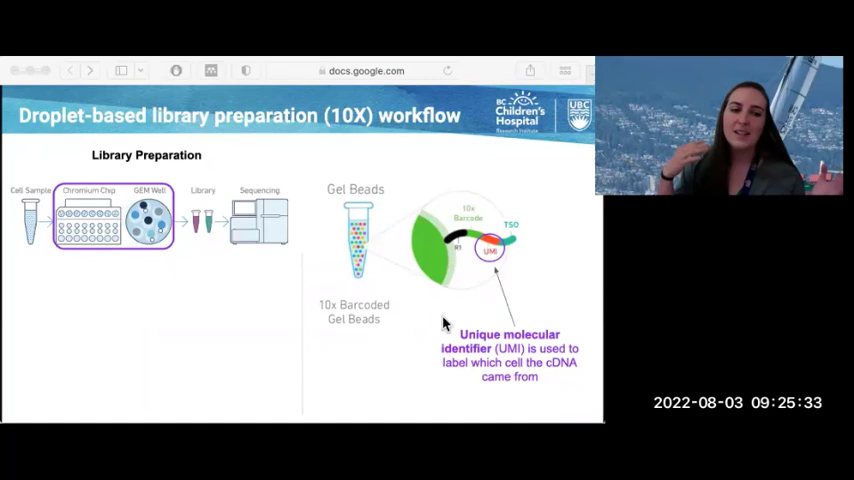 docs.google.com
Droplet-based library preparation (10X) workflow
BC
Children's
Hospital
Research Institute
UBC
Library Preparation
Cell Sample
Chromium Chip
GEM Well
Library
Sequencing
Gel Beads
10x
Barcode
TSO
R1
UMI
10x Barcoded
Gel Beads
Unique molecular
identifier (UMI) is used to
label which cell the cDNA
came from
2022-08-03 09:25:33